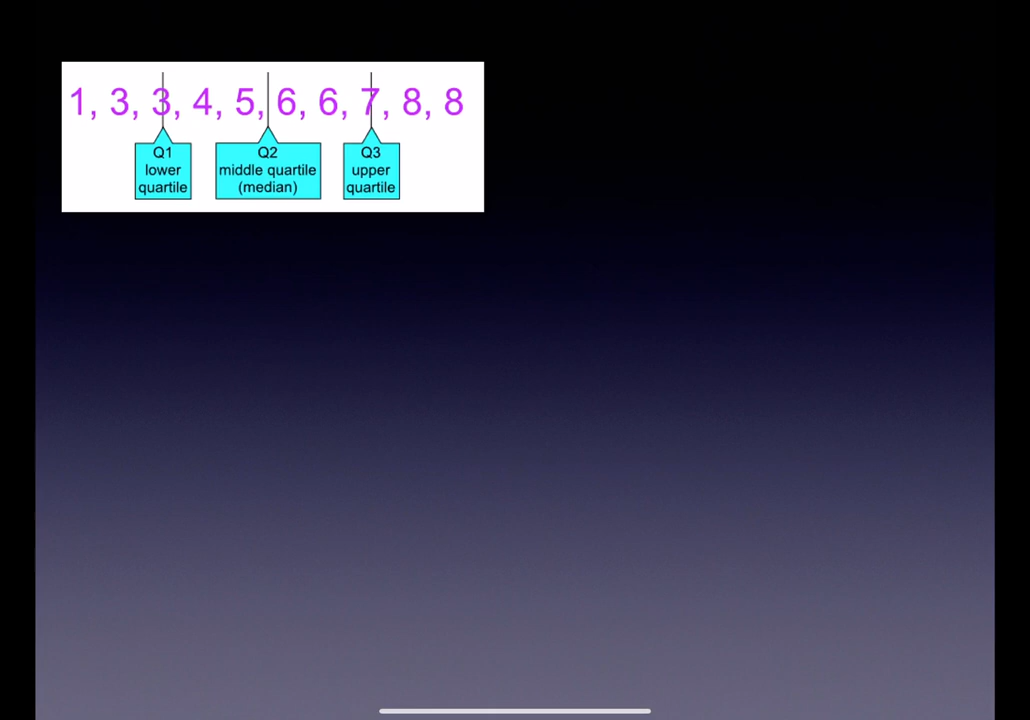 1, 3, 3, 4, 5, 6, 6, 7, 8, 8
Q1
lower
quartile
Q2
middle quartile
(median)
Q3
upper
quartile